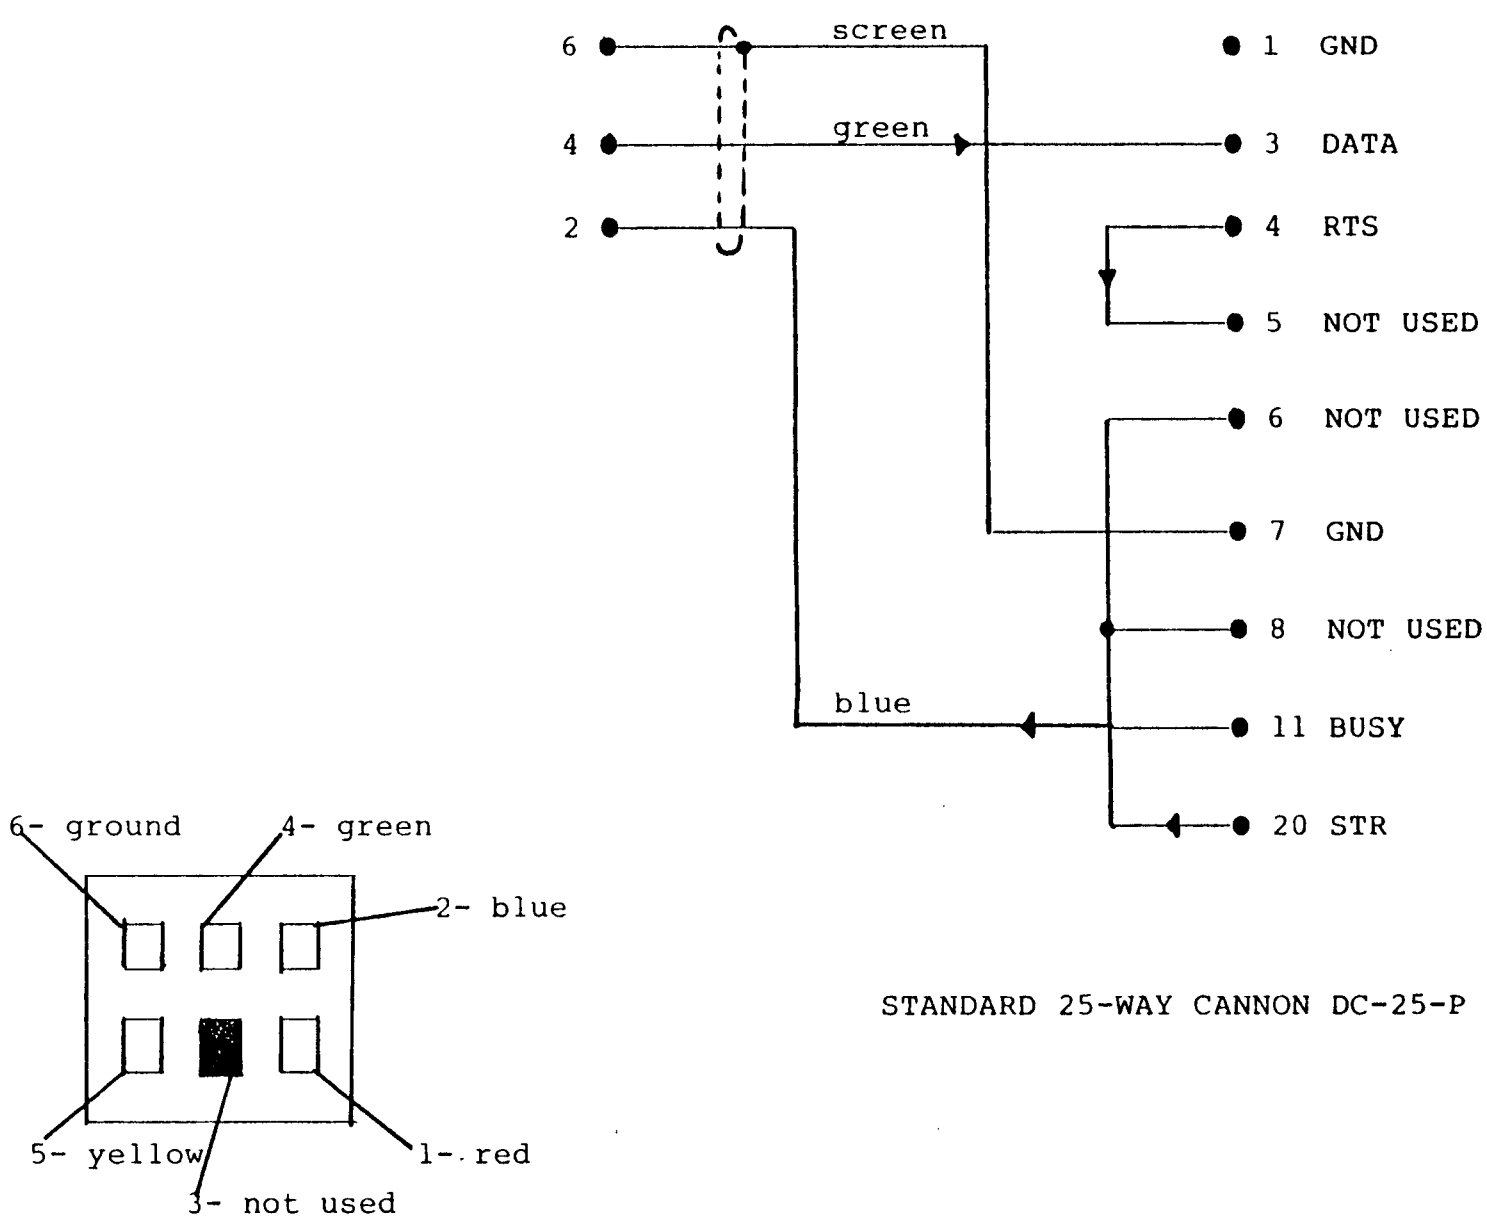 screen
6
1 GND
green
4
3 DATA
2
4 RTS
5 NOT USED
6 NOT USED
7 GND
8 NOT USED
blue
11 BUSY
20 STR
6- ground
4- green
2- blue
STANDARD 25-WAY CANNON DC-25-P
5- yellow
1- red
3- not used